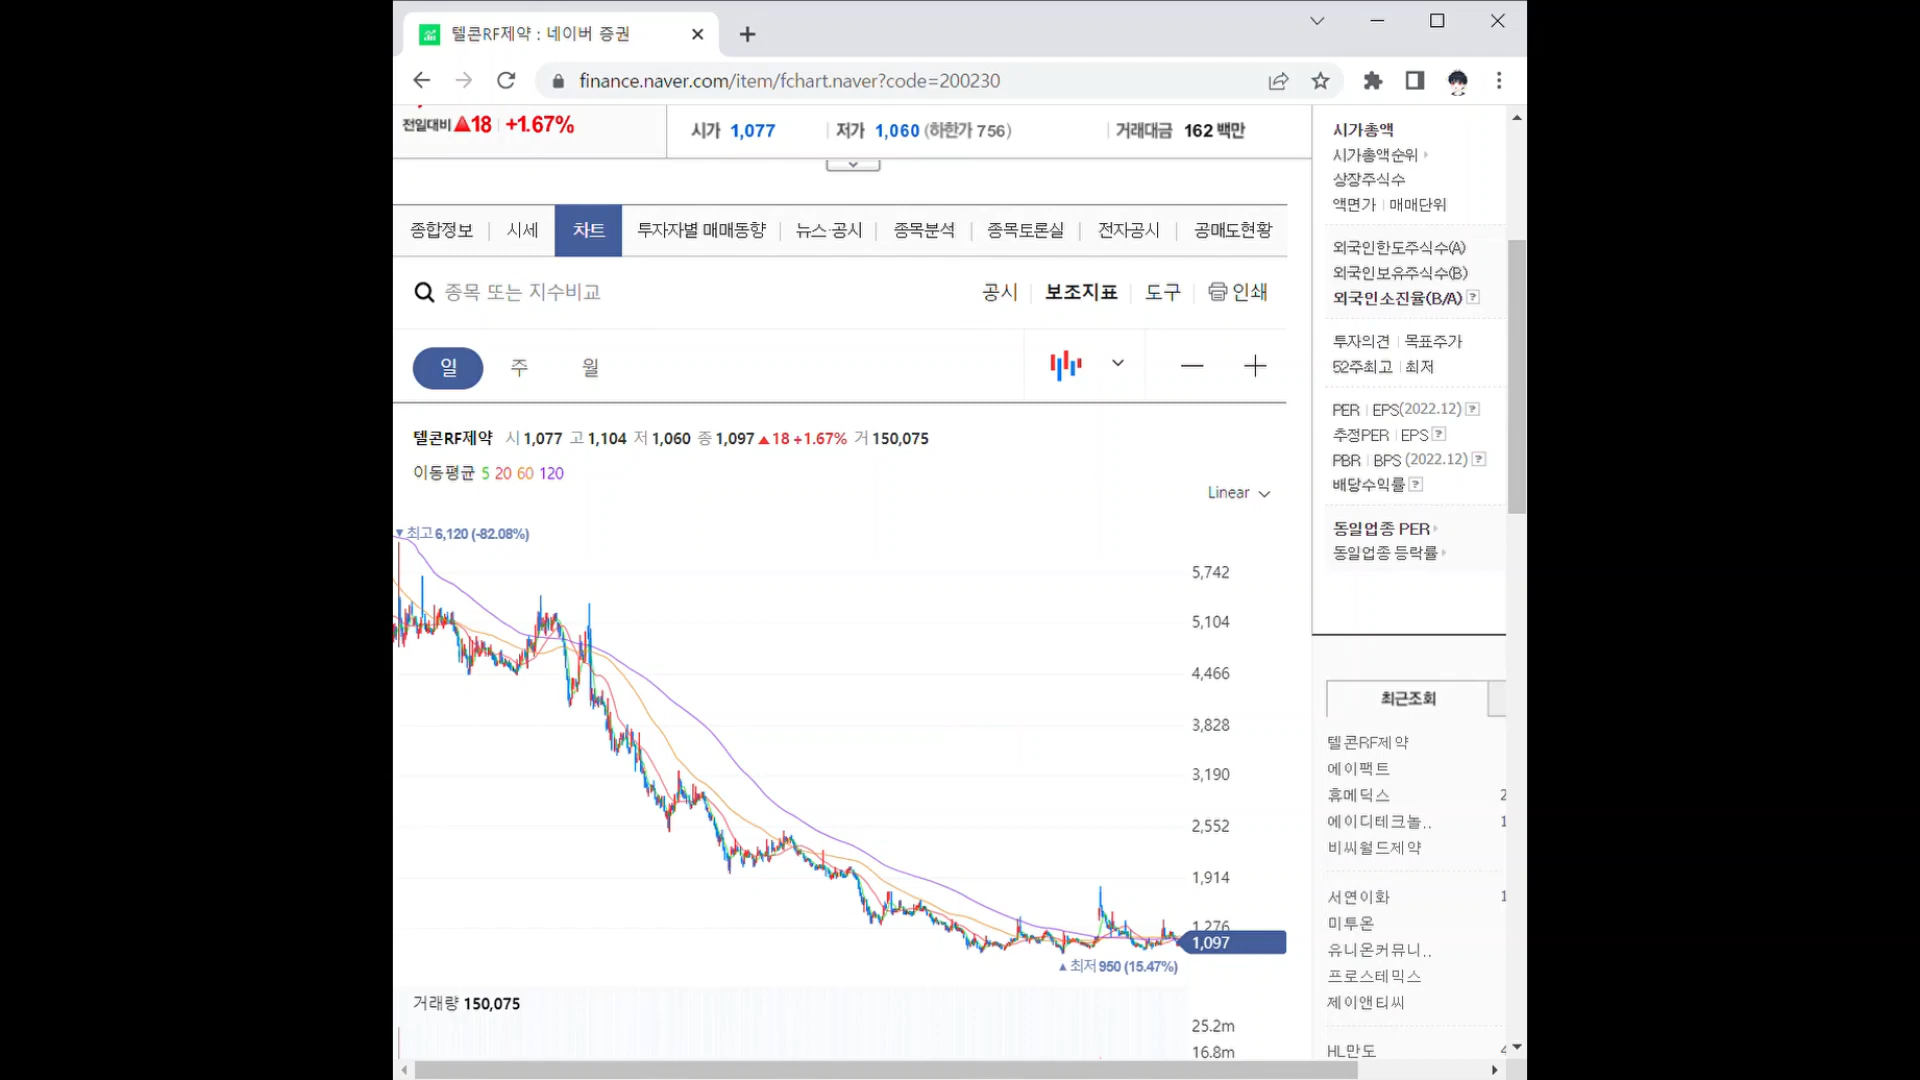 텔콘RF제약 : 네이버 증권
finance.naver.com/item/fchart.naver?code=200230
전일대비 ▲18 +1.67%
시가 1,077
저가 1,060 (하한가 756)
거래대금 162 백만
종합정보 시세 차트 투자자별 매매동향 뉴스·공시 종목분석 종목토론실 전자공시 공매도현황
종목 또는 지수비교
공시 보조지표 도구 인쇄
일 주 월
텔콘RF제약 시 1,077 고 1,104 저 1,060 종 1,097 ▲18 +1.67% 거 150,075
이동평균 5 20 60 120
Linear
▼최고 6,120 (-82.08%)
5,742
5,104
4,466
3,828
3,190
2,552
1,914
1,276
1,097
▲최저 950 (15.47%)
거래량 150,075
25.2m
16.8m
시가총액
시가총액순위
상장주식수
액면가 | 매매단위
외국인한도주식수(A)
외국인보유주식수(B)
외국인소진율(B/A) ?
투자의견 | 목표주가
52주최고 | 최저
PER | EPS(2022.12) ?
추정PER | EPS ?
PBR | BPS (2022.12) ?
배당수익률 ?
동일업종 PER
동일업종 등락률
최근조회
텔콘RF제약
에이팩트
휴메딕스 2
에이디테크놀.. 1
비씨월드제약
서연이화 1
미투온
유니온커뮤니..
프로스테믹스
제이앤티씨
HL만도 4